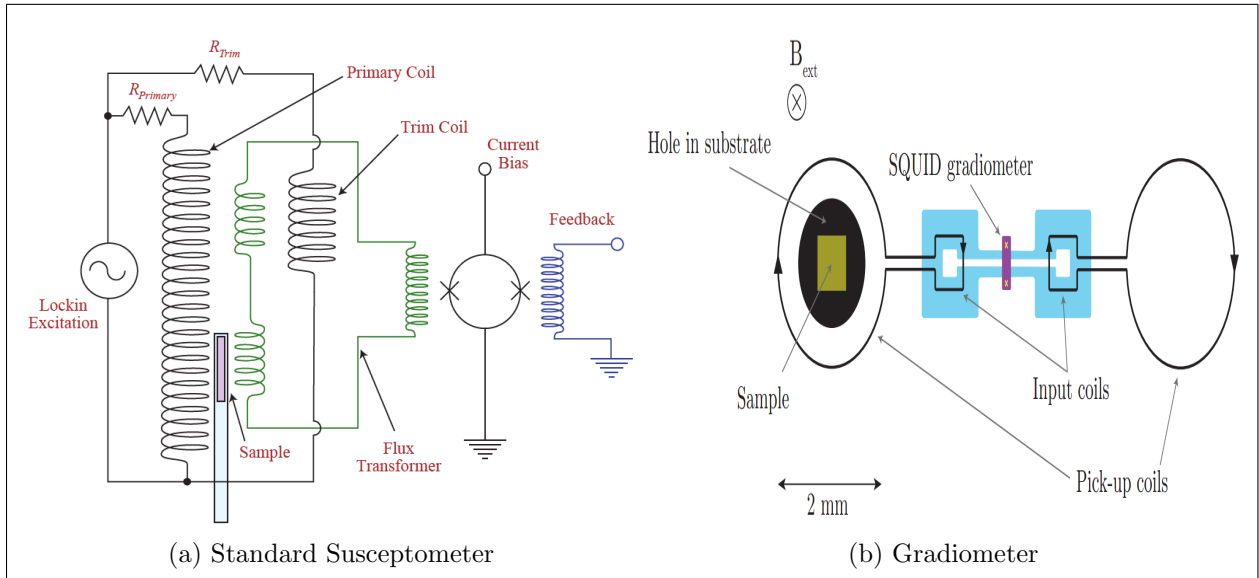 R_Trim
R_Primary
Primary Coil
Trim Coil
Current
Bias
Feedback
Lockin
Excitation
Sample
Flux
Transformer
(a) Standard Susceptometer
B_ext
Hole in substrate
SQUID gradiometer
x
x
Sample
Input coils
Pick-up coils
2 mm
(b) Gradiometer